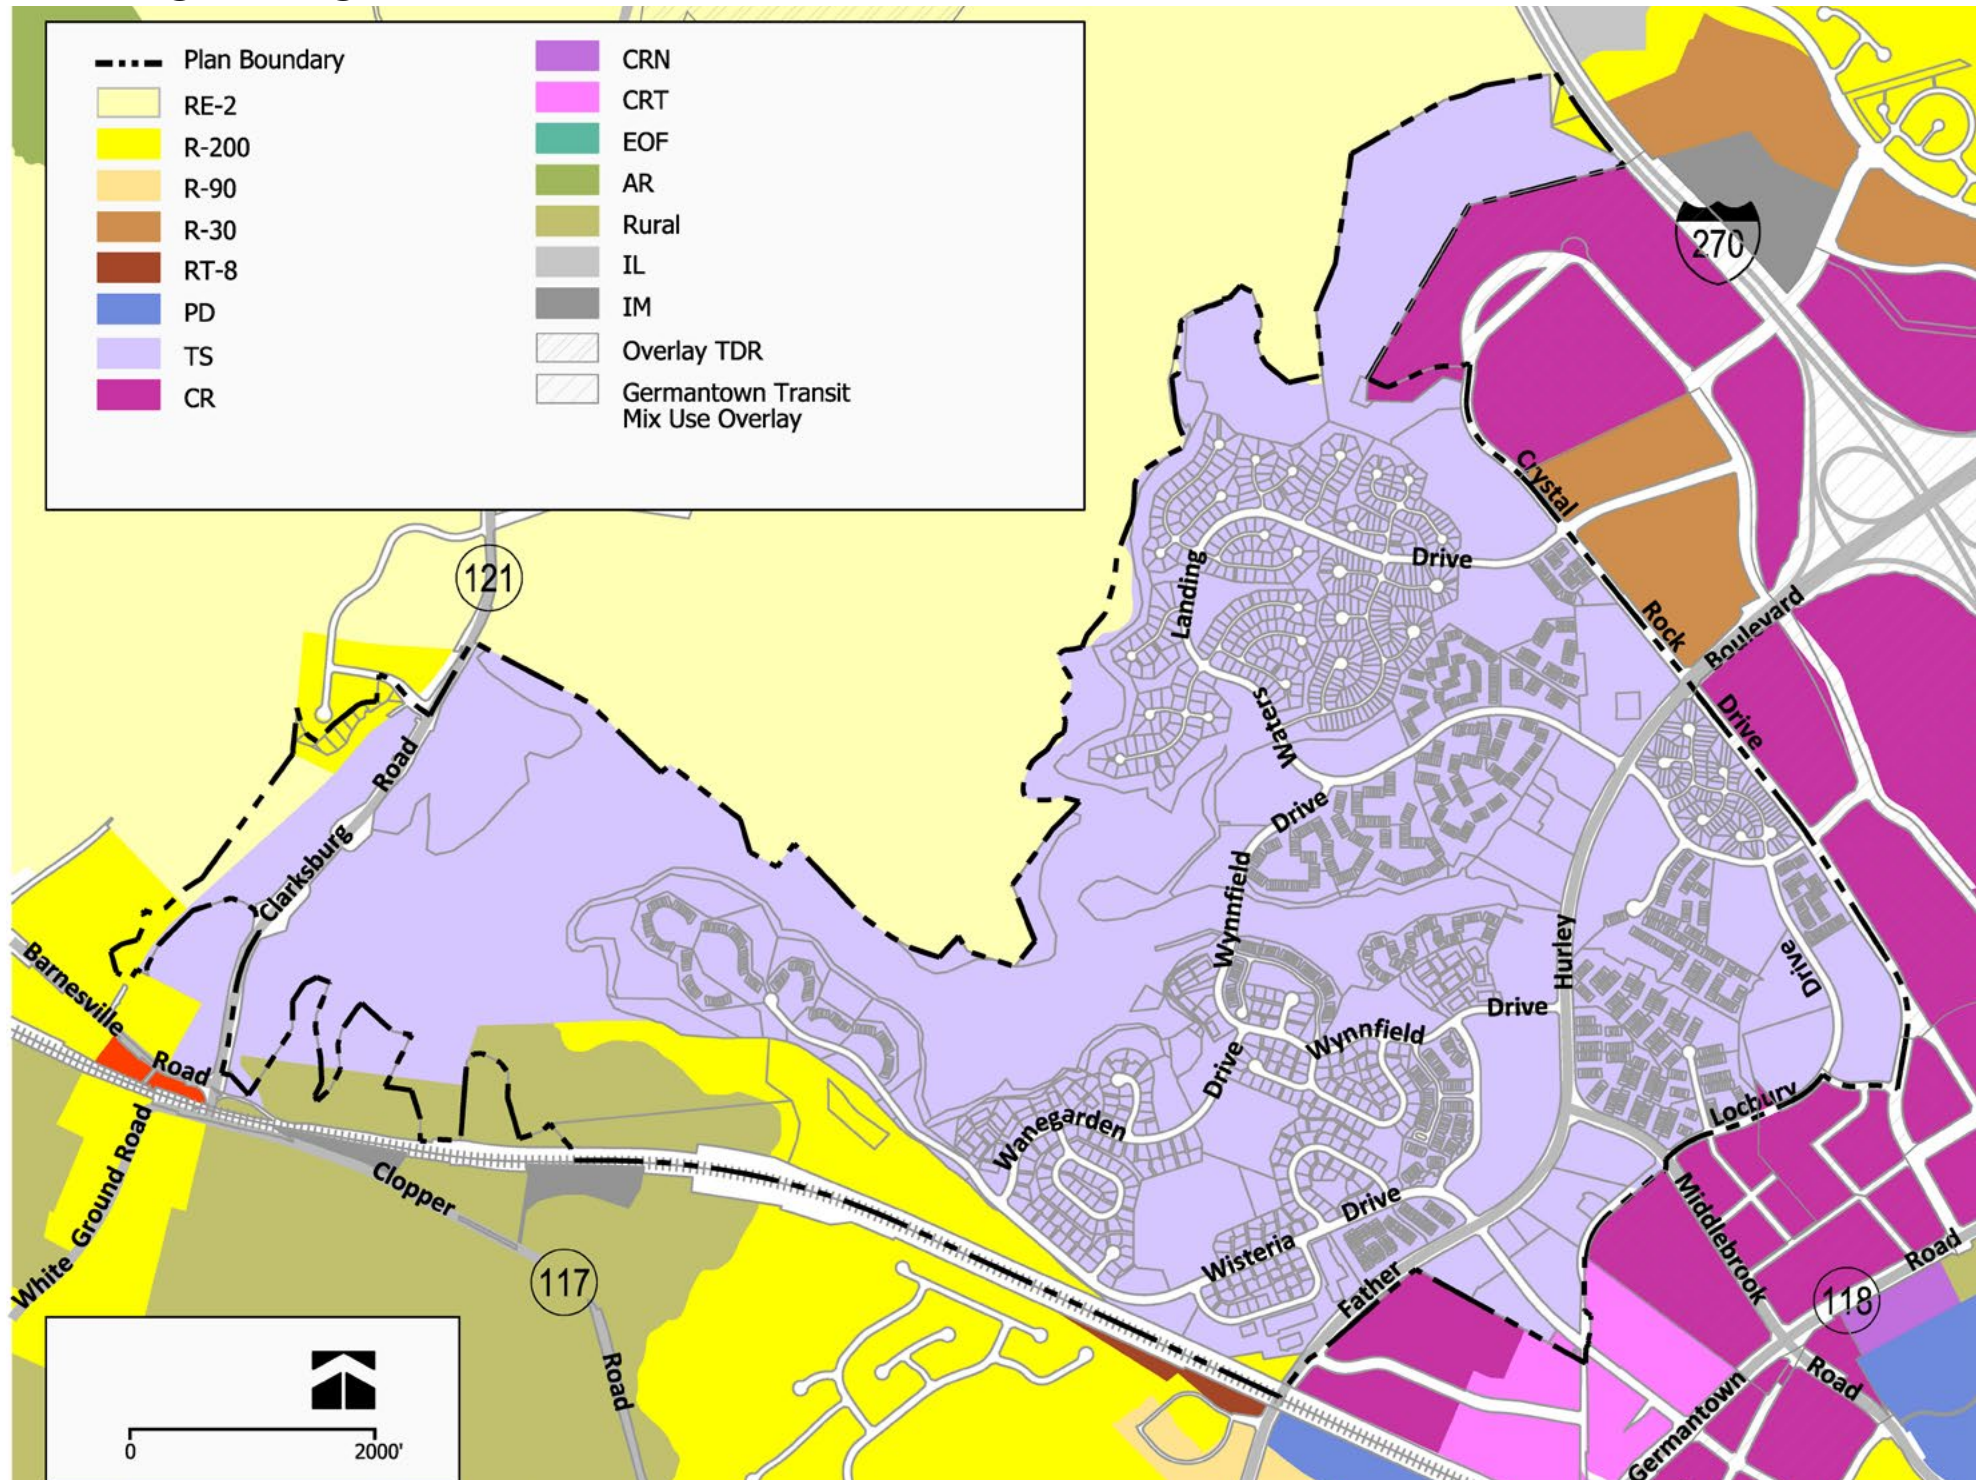 Plan Boundary
RE-2
R-200
R-90
R-30
RT-8
PD
TS
CR
CRN
CRT
EOF
AR
Rural
IL
IM
Overlay TDR
Germantown Transit
Mix Use Overlay
270
121
Crystal
Rock
Drive
Boulevard
Landing
Drive
Waters
Drive
Wynnfield
Hurley
Drive
Clarksburg
Road
Barnesville
Road
Wynnfield
Drive
Drive
Wanegarden
Locbury
White Ground Road
Clopper
117
Road
Wisteria
Drive
Father
Middlebrook
Road
118
Road
Germantown
0 2000'